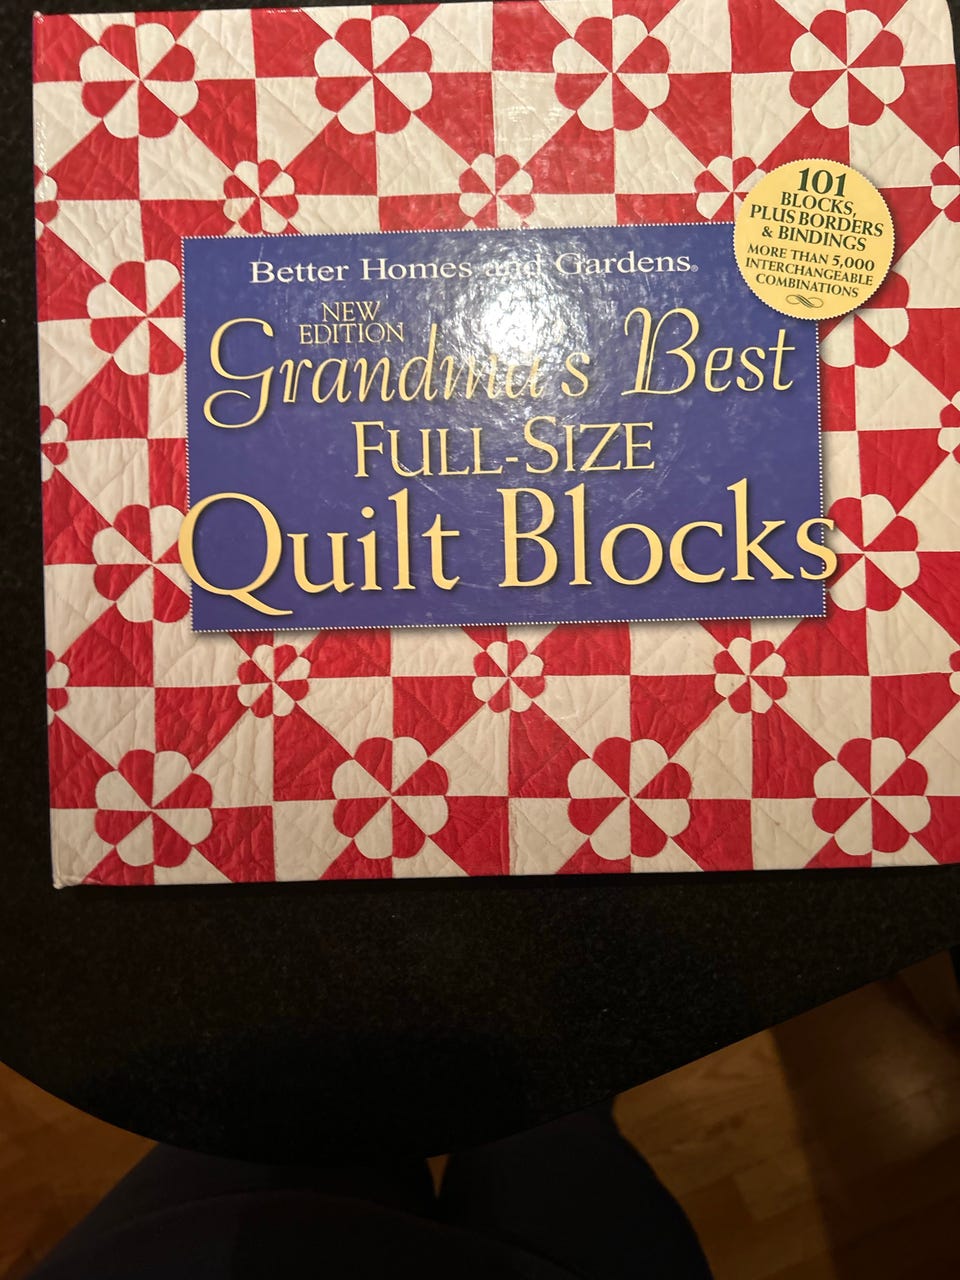 Better Homes and Gardens®
NEW
EDITION
Grandma's Best
FULL-SIZE
Quilt Blocks
101
BLOCKS,
PLUS BORDERS
& BINDINGS
MORE THAN 5,000
INTERCHANGEABLE
COMBINATIONS